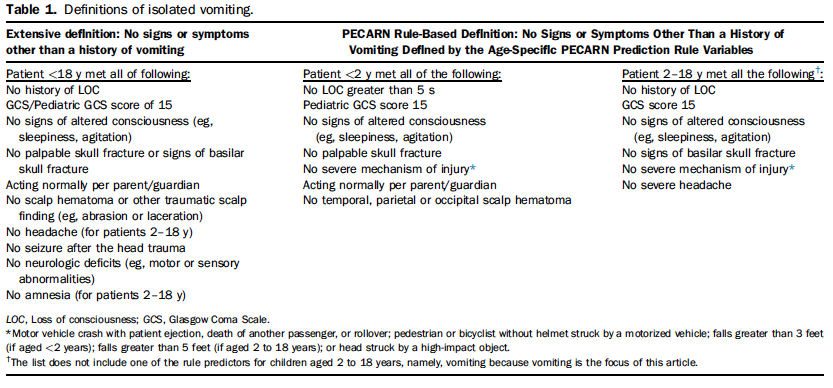 Table 1. Definitions of isolated vomiting.
Extensive definition: No signs or symptoms
other than a history of vomiting
PECARN Rule-Based Definition: No Signs or Symptoms Other Than a History of
Vomiting Defined by the Age-Specific PECARN Prediction Rule Variables
Patient <18 y met all of following:
No history of LOC
GCS/Pediatric GCS score of 15
No signs of altered consciousness (eg,
sleepiness, agitation)
No palpable skull fracture or signs of basilar
skull fracture
Acting normally per parent/guardian
No scalp hematoma or other traumatic scalp
finding (eg, abrasion or laceration)
No headache (for patients 2–18 y)
No seizure after the head trauma
No neurologic deficits (eg, motor or sensory
abnormalities)
No amnesia (for patients 2–18 y)
Patient <2 y met all of the following:
No LOC greater than 5 s
Pediatric GCS score 15
No signs of altered consciousness
(eg, sleepiness, agitation)
No palpable skull fracture
No severe mechanism of injury*
Acting normally per parent/guardian
No temporal, parietal or occipital scalp hematoma
Patient 2–18 y met all the following†:
No history of LOC
GCS score 15
No signs of altered consciousness
(eg, sleepiness, agitation)
No signs of basilar skull fracture
No severe mechanism of injury*
No severe headache
LOC, Loss of consciousness; GCS, Glasgow Coma Scale.
*Motor vehicle crash with patient ejection, death of another passenger, or rollover; pedestrian or bicyclist without helmet struck by a motorized vehicle; falls greater than 3 feet
(if aged <2 years); falls greater than 5 feet (if aged 2 to 18 years); or head struck by a high-impact object.
†The list does not include one of the rule predictors for children aged 2 to 18 years, namely, vomiting because vomiting is the focus of this article.